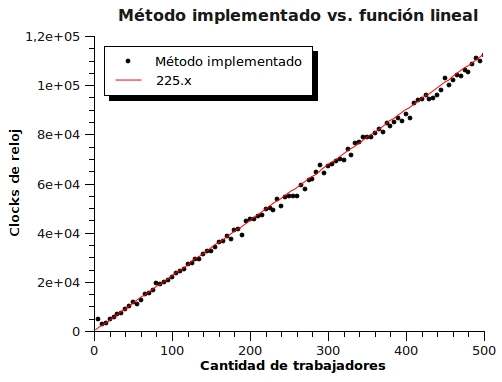 Método implementado vs. función lineal
1,2e+05
1e+05
8e+04
6e+04
4e+04
2e+04
0
Clocks de reloj
Método implementado
225.x
0 100 200 300 400 500
Cantidad de trabajadores